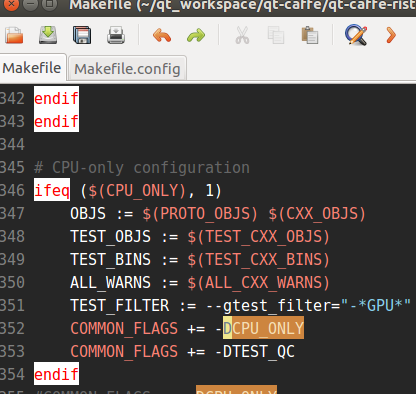 Makefile (~/qt_workspace/qt-caffe/qt-caffe-rist
Makefile
Makefile.config
342 endif
343 endif
344
345 # CPU-only configuration
346 ifeq ($(CPU_ONLY), 1)
347 OBJS := $(PROTO_OBJS) $(CXX_OBJS)
348 TEST_OBJS := $(TEST_CXX_OBJS)
349 TEST_BINS := $(TEST_CXX_BINS)
350 ALL_WARNS := $(ALL_CXX_WARNS)
351 TEST_FILTER := --gtest_filter="-*GPU*"
352 COMMON_FLAGS += -DCPU_ONLY
353 COMMON_FLAGS += -DTEST_QC
354 endif